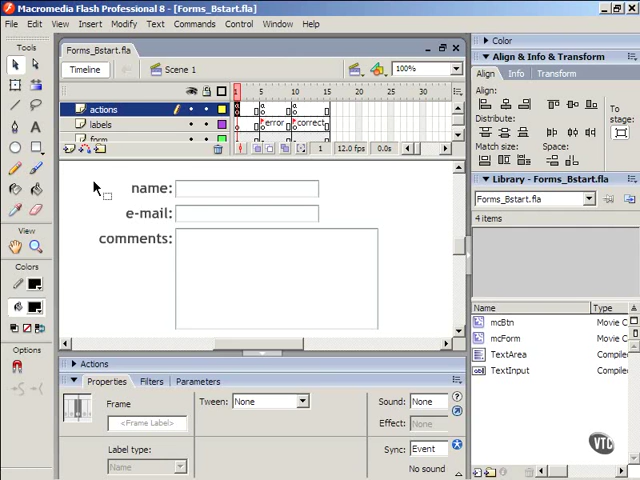 Macromedia Flash Professional 8 - [Forms_Bstart.fla]
File Edit View Insert Modify Text Commands Control Window Help
Tools
View
Colors
Options
Forms_Bstart.fla
Timeline
Scene 1
100%
1 5 10 15 20 25 30
actions
labels
error
correct
form
1
12.0 fps
0.0s
name:
e-mail:
comments:
Actions
Properties Filters Parameters
Frame
<Frame Label>
Label type:
Name
Tween: None
Sound: None
Effect: None
Sync: Event
No sound
Color
Align & Info & Transform
Align Info Transform
Align:
Distribute:
Match size: Space:
To
stage:
Library - Forms_Bstart.fla
Forms_Bstart.fla
4 items
Name Type
mcBtn Movie C
mcForm Movie C
TextArea Compile
TextInput Compile
VTC